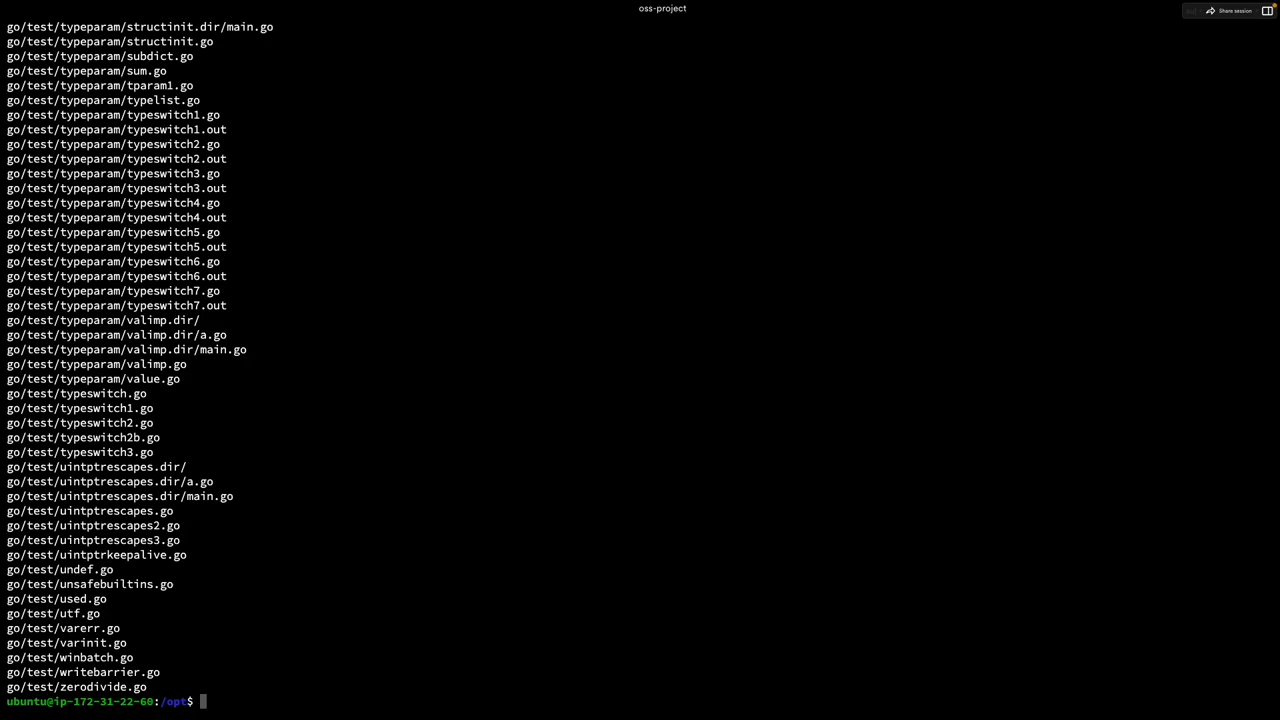 oss-project
Share session
go/test/typeparam/structinit.dir/main.go
go/test/typeparam/structinit.go
go/test/typeparam/subdict.go
go/test/typeparam/sum.go
go/test/typeparam/tparam1.go
go/test/typeparam/typelist.go
go/test/typeparam/typeswitch1.go
go/test/typeparam/typeswitch1.out
go/test/typeparam/typeswitch2.go
go/test/typeparam/typeswitch2.out
go/test/typeparam/typeswitch3.go
go/test/typeparam/typeswitch3.out
go/test/typeparam/typeswitch4.go
go/test/typeparam/typeswitch4.out
go/test/typeparam/typeswitch5.go
go/test/typeparam/typeswitch5.out
go/test/typeparam/typeswitch6.go
go/test/typeparam/typeswitch6.out
go/test/typeparam/typeswitch7.go
go/test/typeparam/typeswitch7.out
go/test/typeparam/valimp.dir/
go/test/typeparam/valimp.dir/a.go
go/test/typeparam/valimp.dir/main.go
go/test/typeparam/valimp.go
go/test/typeparam/value.go
go/test/typeswitch.go
go/test/typeswitch1.go
go/test/typeswitch2.go
go/test/typeswitch2b.go
go/test/typeswitch3.go
go/test/uintptrescapes.dir/
go/test/uintptrescapes.dir/a.go
go/test/uintptrescapes.dir/main.go
go/test/uintptrescapes.go
go/test/uintptrescapes2.go
go/test/uintptrescapes3.go
go/test/uintptrkeepalive.go
go/test/undef.go
go/test/unsafebuiltins.go
go/test/used.go
go/test/utf.go
go/test/varerr.go
go/test/varinit.go
go/test/winbatch.go
go/test/writebarrier.go
go/test/zerodivide.go
ubuntu@ip-172-31-22-60:/opt$